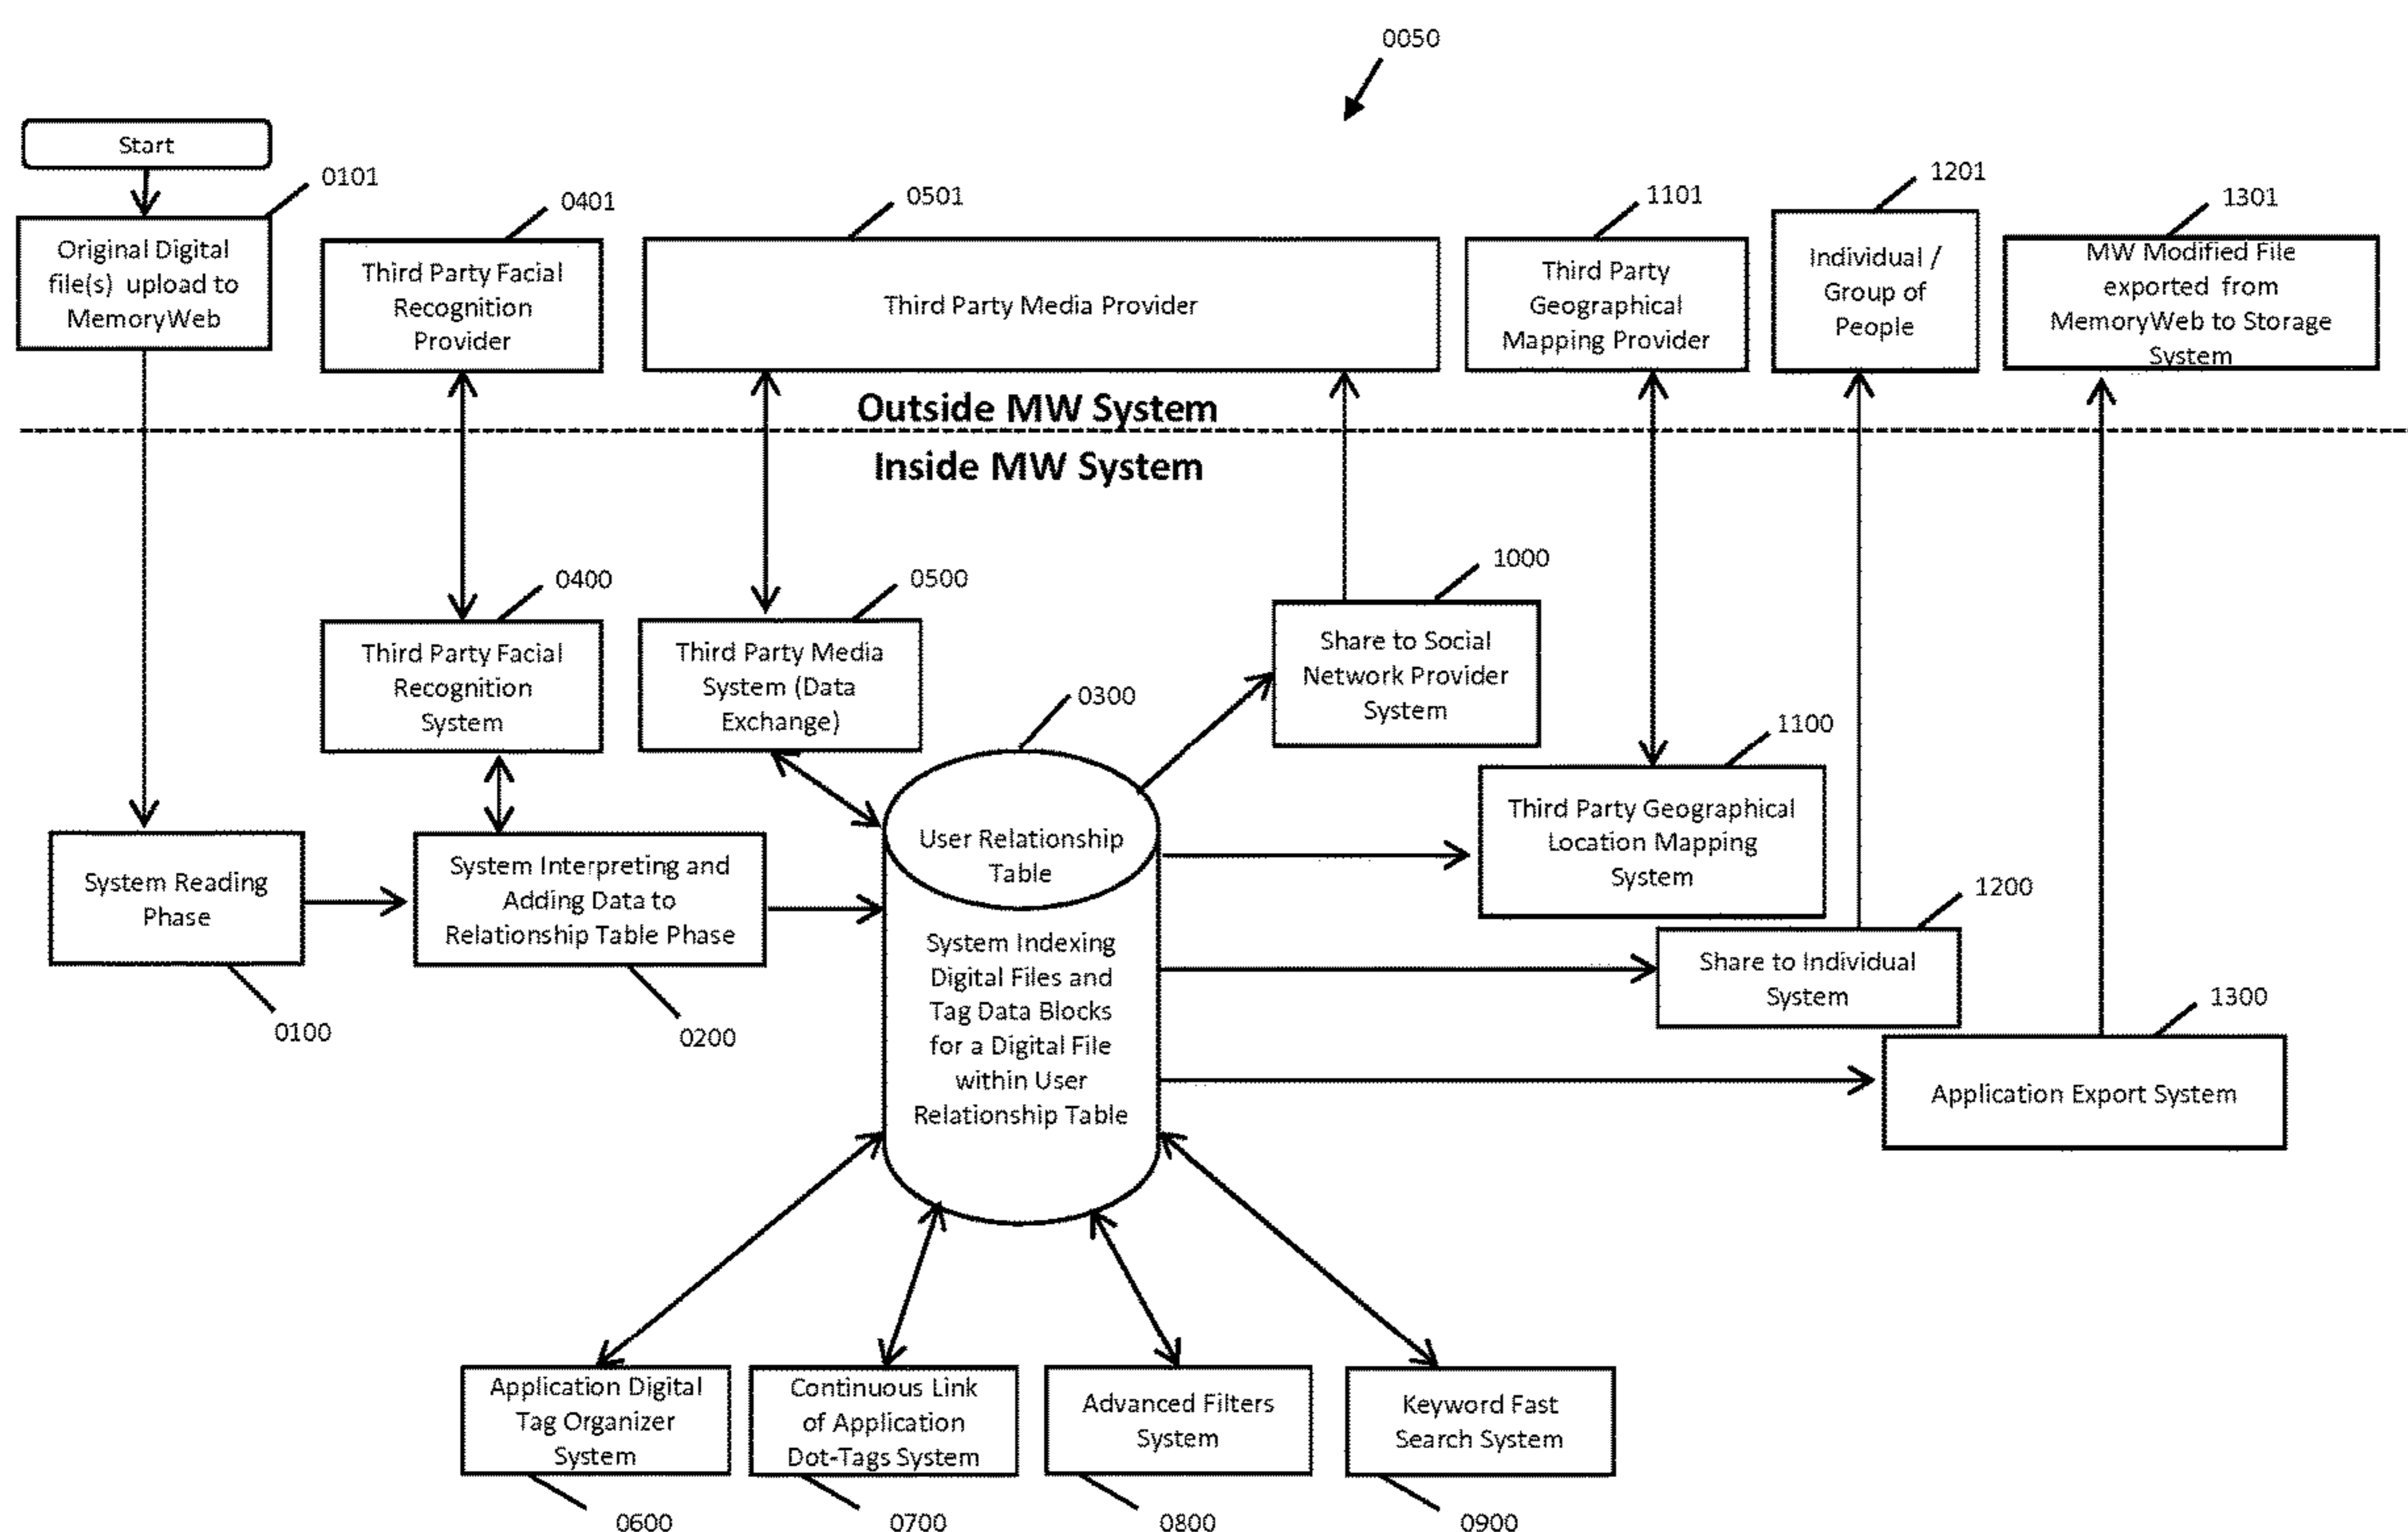 0050
Start
0101
0401
0501
1101
1201
1301
Original Digital
file(s) upload to
MemoryWeb
Third Party Facial
Recognition
Provider
Third Party Media Provider
Third Party
Geographical
Mapping Provider
Individual /
Group of
People
MW Modified File
exported from
MemoryWeb to Storage
System
Outside MW System
Inside MW System
0400
0500
1000
Third Party Facial
Recognition
System
Third Party Media
System (Data
Exchange)
0300
Share to Social
Network Provider
System
1100
System Reading
Phase
0100
System Interpreting and
Adding Data to
Relationship Table Phase
0200
User Relationship
Table
System Indexing
Digital Files and
Tag Data Blocks
for a Digital File
within User
Relationship Table
Third Party Geographical
Location Mapping
System
1200
Share to Individual
System
1300
Application Export System
Application Digital
Tag Organizer
System
Continuous Link
of Application
Dot-Tags System
Advanced Filters
System
Keyword Fast
Search System
0600
0700
0800
0900